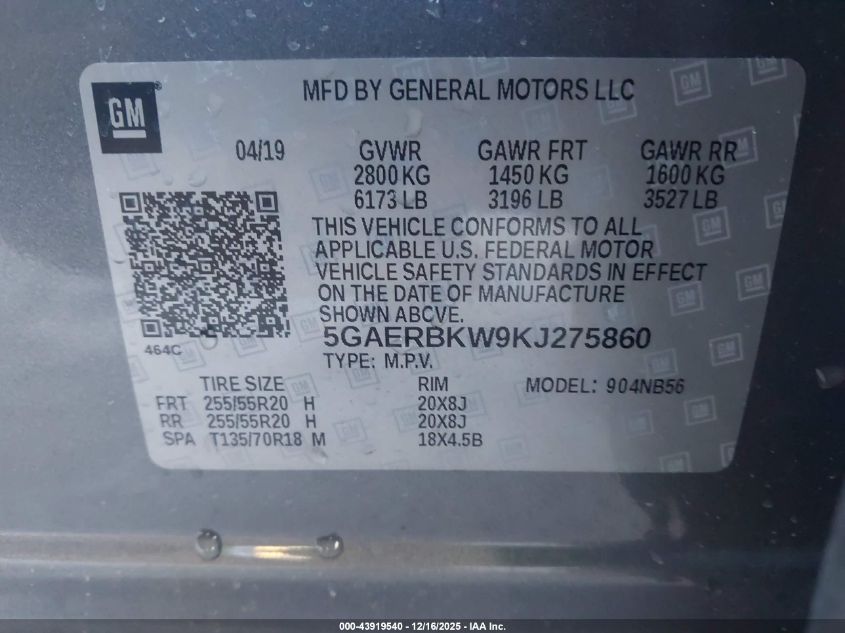 GM
MFD BY GENERAL MOTORS LLC
04/19 GVWR GAWR FRT GAWR RR
2800 KG 1450 KG 1600 KG
6173 LB 3196 LB 3527 LB
THIS VEHICLE CONFORMS TO ALL
APPLICABLE U.S. FEDERAL MOTOR
VEHICLE SAFETY STANDARDS IN EFFECT
ON THE DATE OF MANUFACTURE
SHOWN ABOVE.
5GAERBKW9KJ275860
464C
TYPE: M.P.V.
TIRE SIZE RIM MODEL: 904NB56
FRT 255/55R20 H 20X8J
RR 255/55R20 H 20X8J
SPA T135/70R18 M 18X4.5B
000-43919540 - 12/16/2025 - IAA Inc.